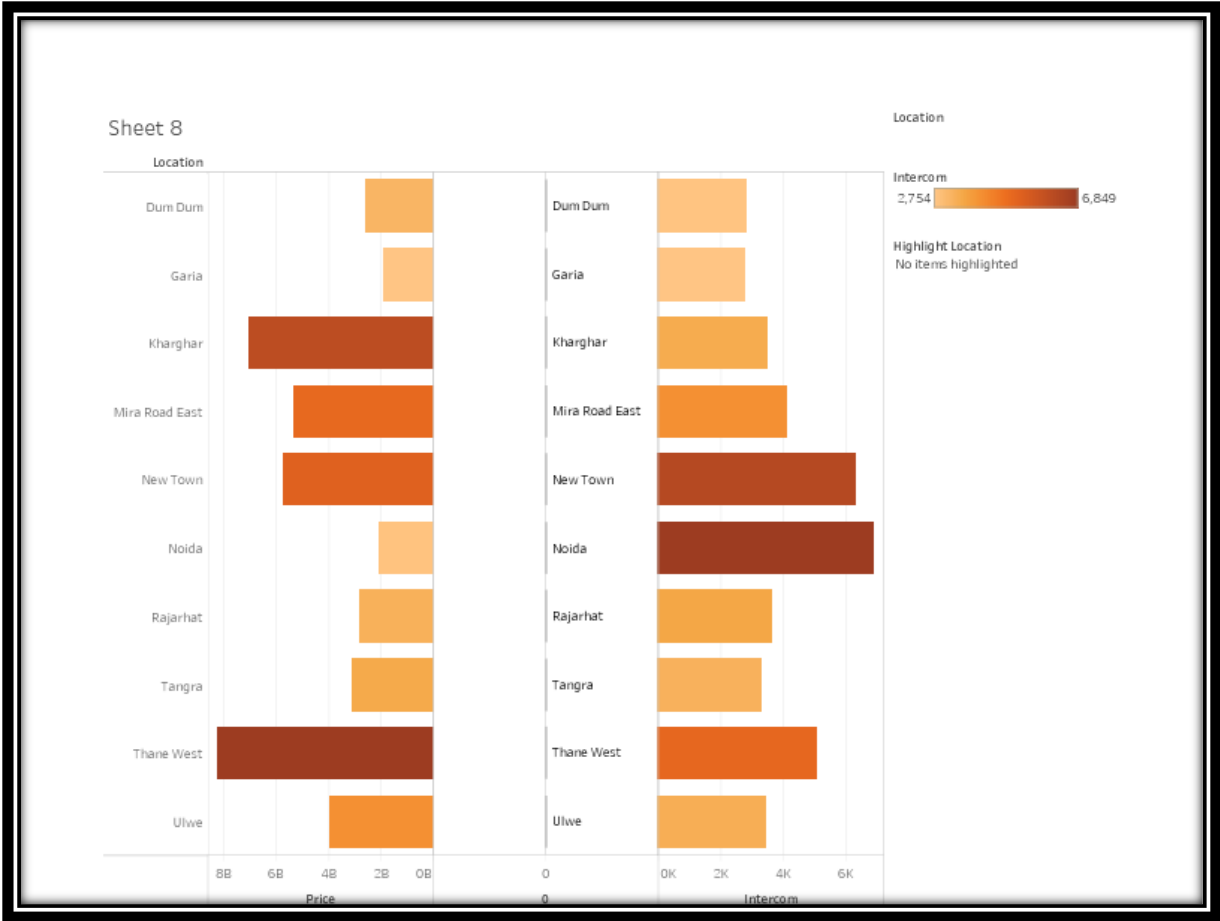 Sheet 8
Location
Dum Dum
Garia
Kharghar
Mira Road East
New Town
Noida
Rajarhat
Tangra
Thane West
Ulwe
8B 6B 4B 2B 0B
Price
Dum Dum
Garia
Kharghar
Mira Road East
New Town
Noida
Rajarhat
Tangra
Thane West
Ulwe
0
0
0K 2K 4K 6K
Intercom
Location
Intercom
2,754 6,849
Highlight Location
No items highlighted